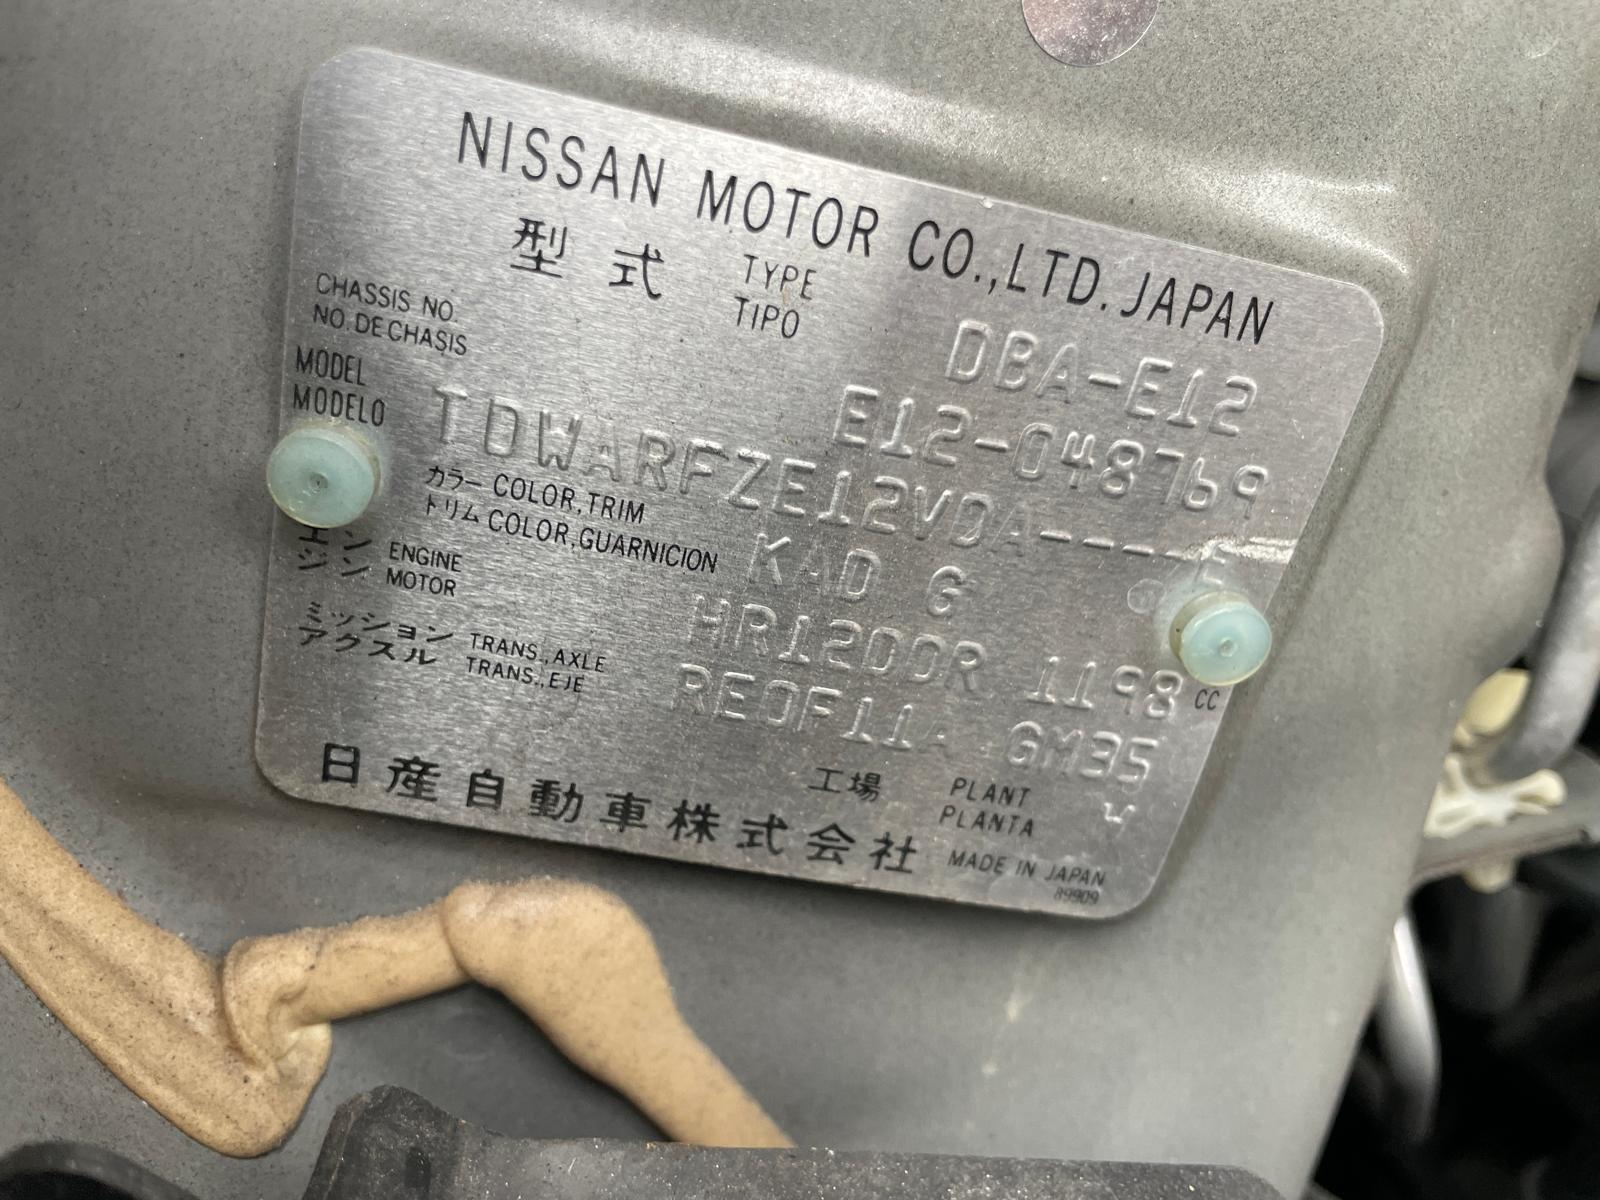 NISSAN MOTOR CO.,LTD. JAPAN
型 式 TYPE TIPO DBA-E12
CHASSIS NO. NO. DE CHASIS E12-048769
MODEL MODELO TDWARFZE12VDA-----
カラー COLOR, TRIM
トリム COLOR, GUARNICION KAD G
エンジン ENGINE MOTOR HR12DDR 1198 CC
ミッション TRANS., AXLE
アクスル TRANS., EJE RE0F11A GM35
工場 PLANT PLANTA
日産自動車株式会社
MADE IN JAPAN
89909